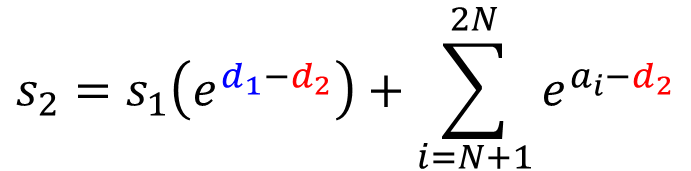 s₂ = s₁(e^{d₁−d₂}) + ∑_{i=N+1}^{2N} e^{aᵢ−d₂}